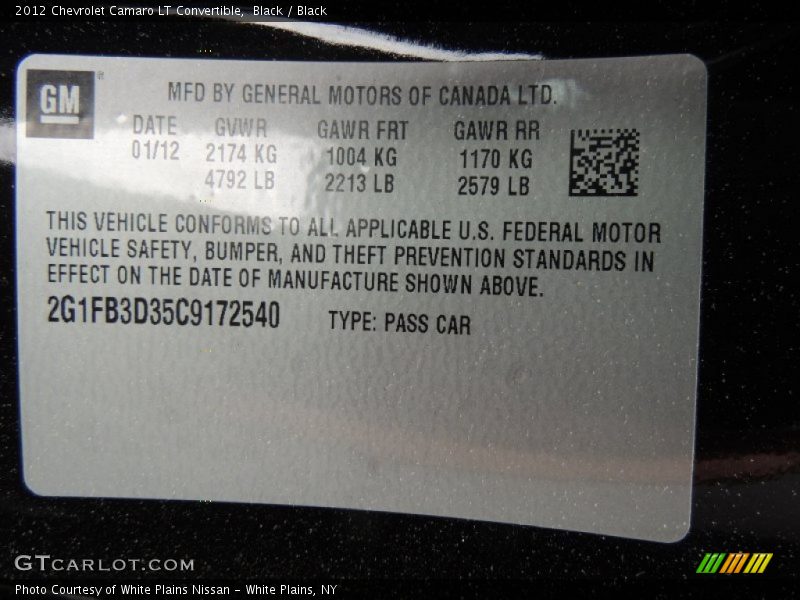 2012 Chevrolet Camaro LT Convertible, Black / Black
GM
MFD BY GENERAL MOTORS OF CANADA LTD.
DATE GVWR GAWR FRT GAWR RR
01/12 2174 KG 1004 KG 1170 KG
4792 LB 2213 LB 2579 LB
THIS VEHICLE CONFORMS TO ALL APPLICABLE U.S. FEDERAL MOTOR
VEHICLE SAFETY, BUMPER, AND THEFT PREVENTION STANDARDS IN
EFFECT ON THE DATE OF MANUFACTURE SHOWN ABOVE.
2G1FB3D35C9172540 TYPE: PASS CAR
GTCARLOT.COM
Photo Courtesy of White Plains Nissan - White Plains, NY